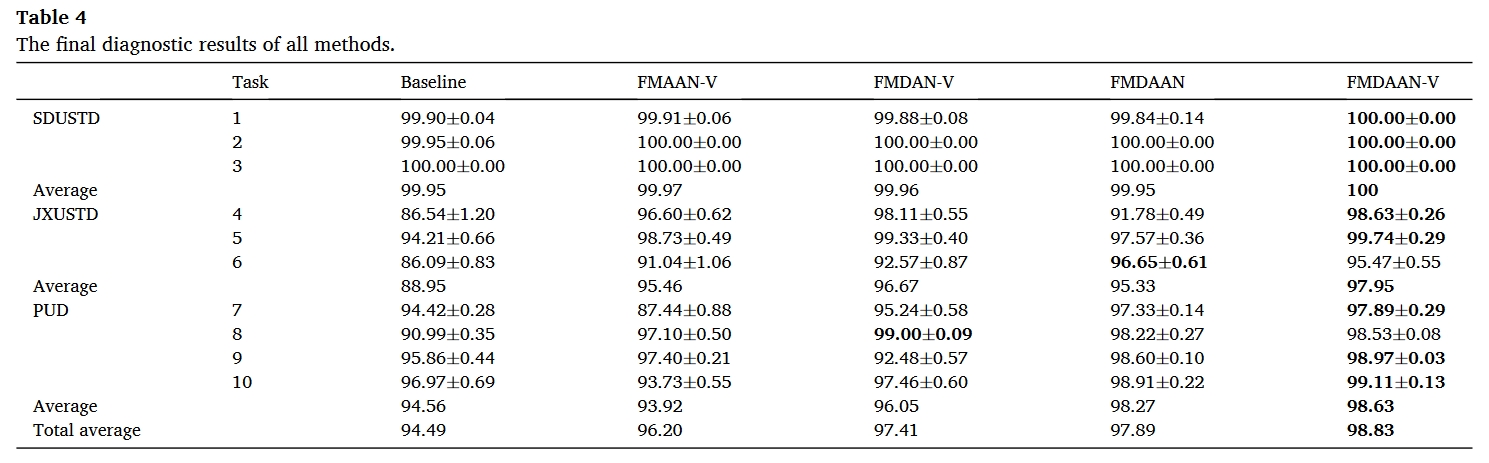 Table 4
The final diagnostic results of all methods.
Task Baseline FMAAN-V FMDAN-V FMDAAN FMDAAN-V
SDUSTD 1 99.90±0.04 99.91±0.06 99.88±0.08 99.84±0.14 100.00±0.00
2 99.95±0.06 100.00±0.00 100.00±0.00 100.00±0.00 100.00±0.00
3 100.00±0.00 100.00±0.00 100.00±0.00 100.00±0.00 100.00±0.00
Average 99.95 99.97 99.96 99.95 100
JXUSTD 4 86.54±1.20 96.60±0.62 98.11±0.55 91.78±0.49 98.63±0.26
5 94.21±0.66 98.73±0.49 99.33±0.40 97.57±0.36 99.74±0.29
6 86.09±0.83 91.04±1.06 92.57±0.87 96.65±0.61 95.47±0.55
Average 88.95 95.46 96.67 95.33 97.95
PUD 7 94.42±0.28 87.44±0.88 95.24±0.58 97.33±0.14 97.89±0.29
8 90.99±0.35 97.10±0.50 99.00±0.09 98.22±0.27 98.53±0.08
9 95.86±0.44 97.40±0.21 92.48±0.57 98.60±0.10 98.97±0.03
10 96.97±0.69 93.73±0.55 97.46±0.60 98.91±0.22 99.11±0.13
Average 94.56 93.92 96.05 98.27 98.63
Total average 94.49 96.20 97.41 97.89 98.83